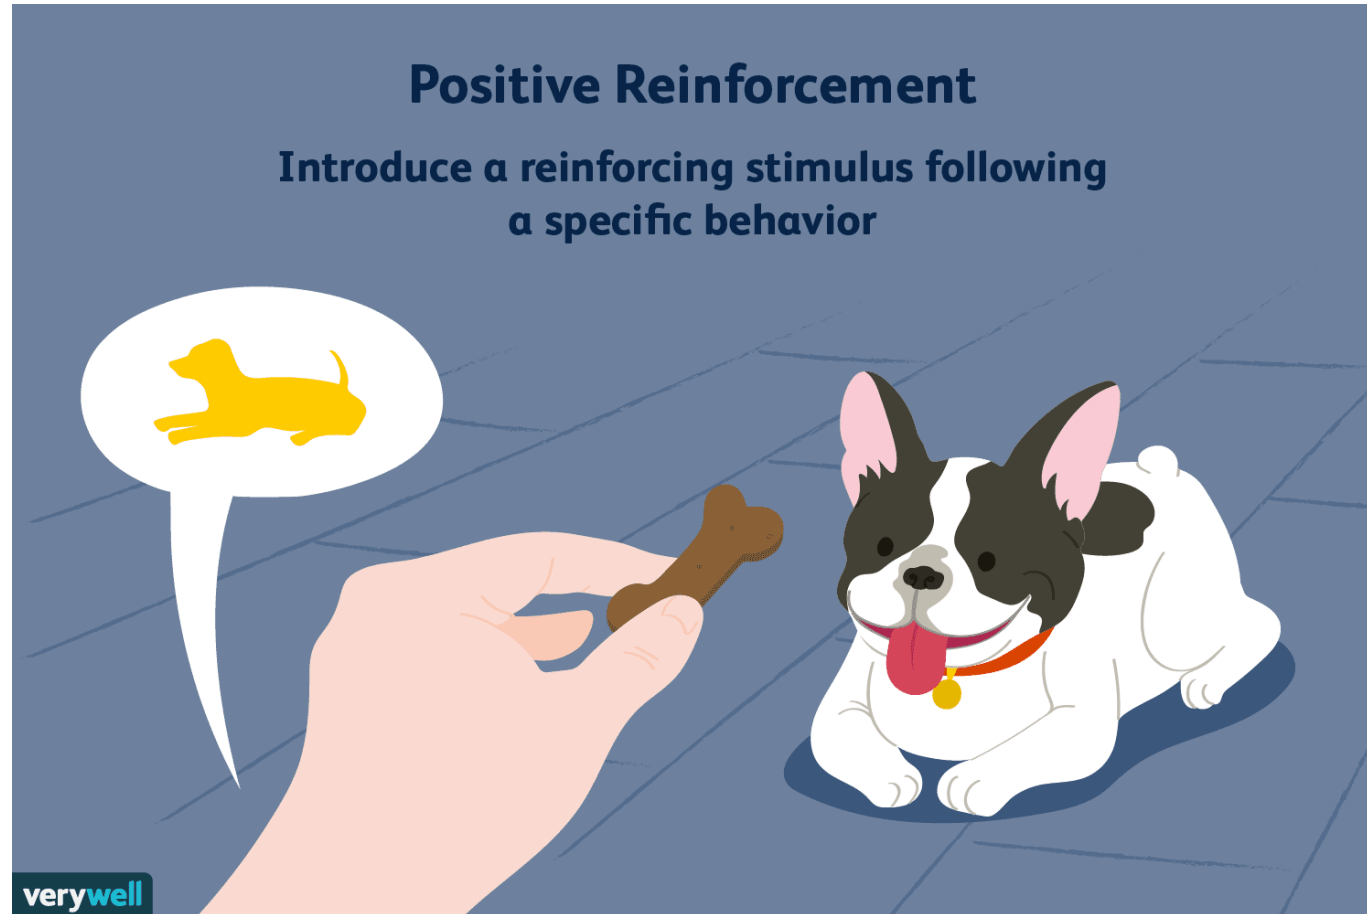 Positive Reinforcement
Introduce a reinforcing stimulus following
a specific behavior
verywell